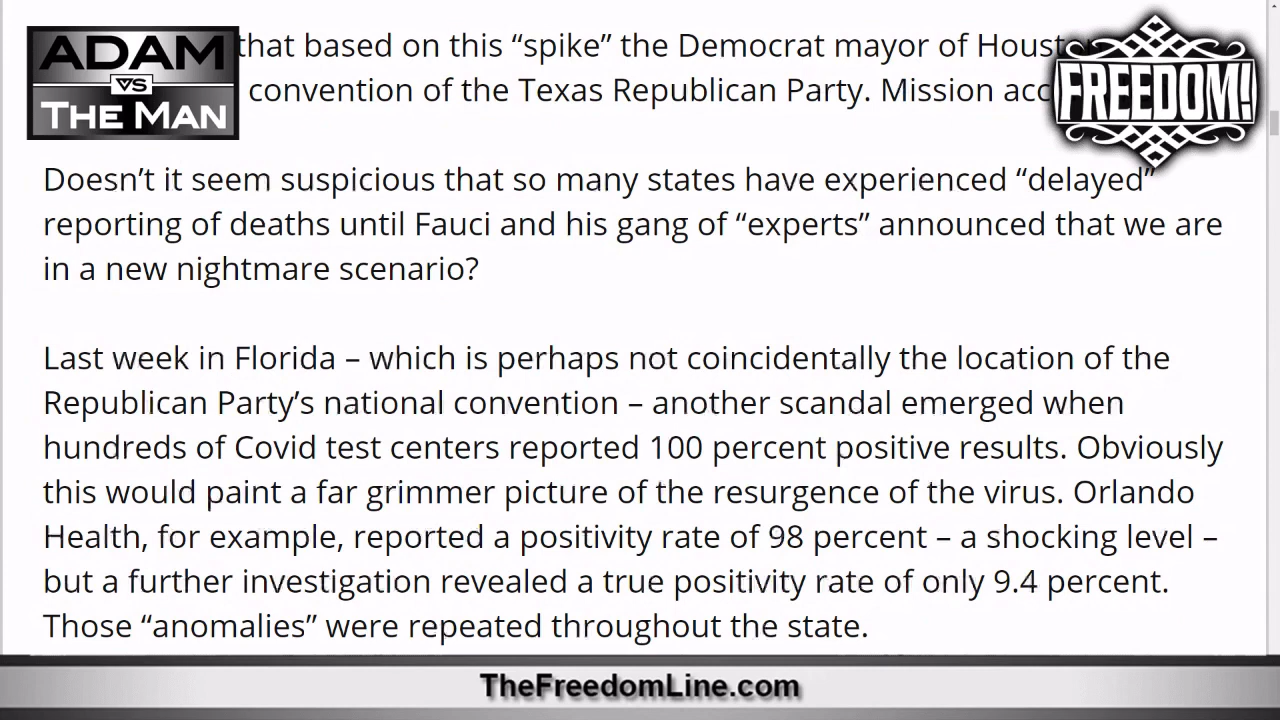 ADAM
VS
THE MAN
FREEDOM!
that based on this “spike” the Democrat mayor of
convention of the Texas Republican Party. Mission
Doesn’t it seem suspicious that so many states have experienced “delayed”
reporting of deaths until Fauci and his gang of “experts” announced that we are
in a new nightmare scenario?
Last week in Florida – which is perhaps not coincidentally the location of the
Republican Party’s national convention – another scandal emerged when
hundreds of Covid test centers reported 100 percent positive results. Obviously
this would paint a far grimmer picture of the resurgence of the virus. Orlando
Health, for example, reported a positivity rate of 98 percent – a shocking level –
but a further investigation revealed a true positivity rate of only 9.4 percent.
Those “anomalies” were repeated throughout the state.
TheFreedomLine.com